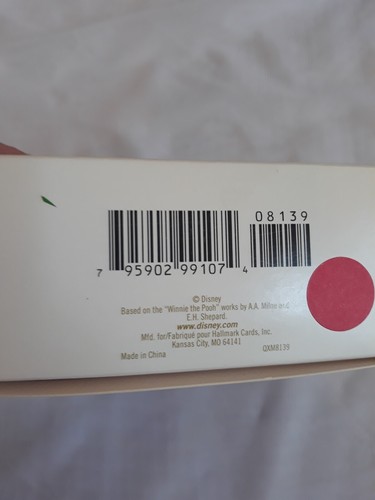 08139
7 95902 99107 4
© Disney
Based on the "Winnie the Pooh" works by A.A. Milne and
E.H. Shepard.
www.disney.com
Mfd. for/Fabriqué pour Hallmark Cards, Inc.
Kansas City, MO 64141
Made in China QXM8139